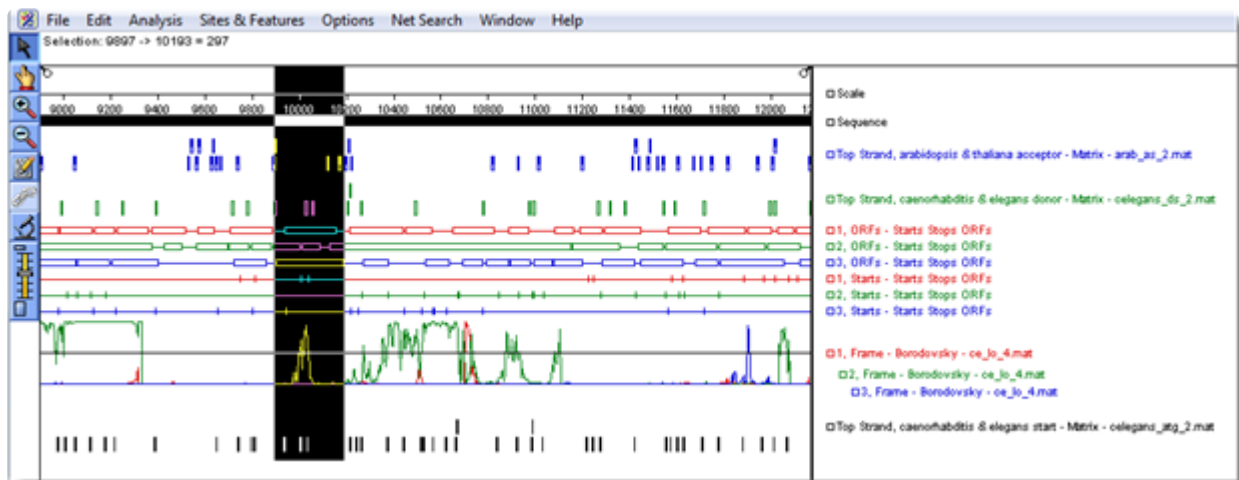 File Edit Analysis Sites & Features Options Net Search Window Help
Selection: 9897 -> 10193 = 297
9000 9200 9400 9600 9800 10000 10200 10400 10600 10800 11000 11200 11400 11600 11800 12000 12
Scale
Sequence
Top Strand, arabidopsis & thaliana acceptor - Matrix - arab_as_2.mat
Top Strand, caenorhabditis & elegans donor - Matrix - celegans_ds_2.mat
1, ORFs - Starts Stops ORFs
2, ORFs - Starts Stops ORFs
3, ORFs - Starts Stops ORFs
1, Starts - Starts Stops ORFs
2, Starts - Starts Stops ORFs
3, Starts - Starts Stops ORFs
1, Frame - Borodovsky - ce_lo_4.mat
2, Frame - Borodovsky - ce_lo_4.mat
3, Frame - Borodovsky - ce_lo_4.mat
Top Strand, caenorhabditis & elegans start - Matrix - celegans_atg_2.mat